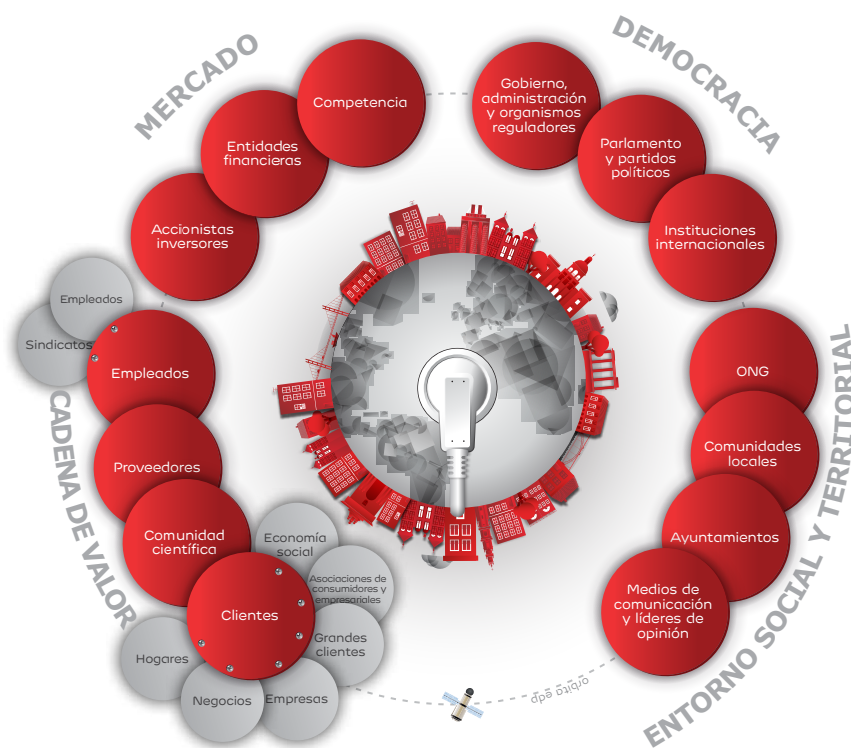 MERCADO
Competencia
Entidades
financieras
Accionistas
inversores
DEMOCRACIA
Gobierno,
administración
y organismos
reguladores
Parlamento
y partidos
políticos
Instituciones
internacionales
CADENA DE VALOR
Empleados
Sindicatos
Empleados
Proveedores
Comunidad
científica
Clientes
Economía
social
Asociaciones de
consumidores y
empresariales
Grandes
clientes
Empresas
Negocios
Hogares
ENTORNO SOCIAL Y TERRITORIAL
ONG
Comunidades
locales
Ayuntamientos
Medios de
comunicación
y líderes de
opinión
orbita edp